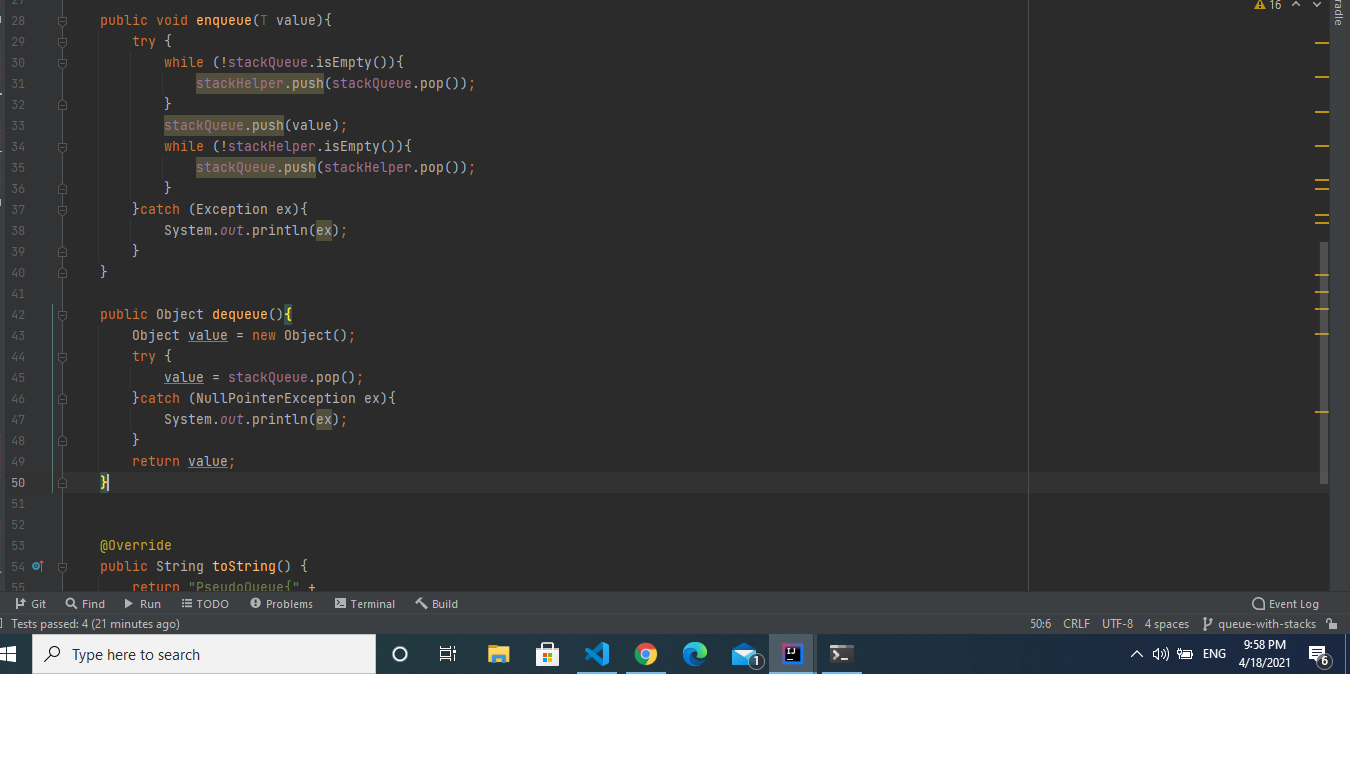 27
16
radle
28 public void enqueue(T value){
29 try {
30 while (!stackQueue.isEmpty()){
31 stackHelper.push(stackQueue.pop());
32 }
33 stackQueue.push(value);
34 while (!stackHelper.isEmpty()){
35 stackQueue.push(stackHelper.pop());
36 }
37 }catch (Exception ex){
38 System.out.println(ex);
39 }
40 }
41
42 public Object dequeue(){
43 Object value = new Object();
44 try {
45 value = stackQueue.pop();
46 }catch (NullPointerException ex){
47 System.out.println(ex);
48 }
49 return value;
50 }
51
52
53 @Override
54 public String toString() {
55 return "PseudoQueue{" +
Git Find Run TODO Problems Terminal Build Event Log
Tests passed: 4 (21 minutes ago) 50:6 CRLF UTF-8 4 spaces queue-with-stacks
Type here to search 1 IJ ENG 9:58 PM 6
4/18/2021